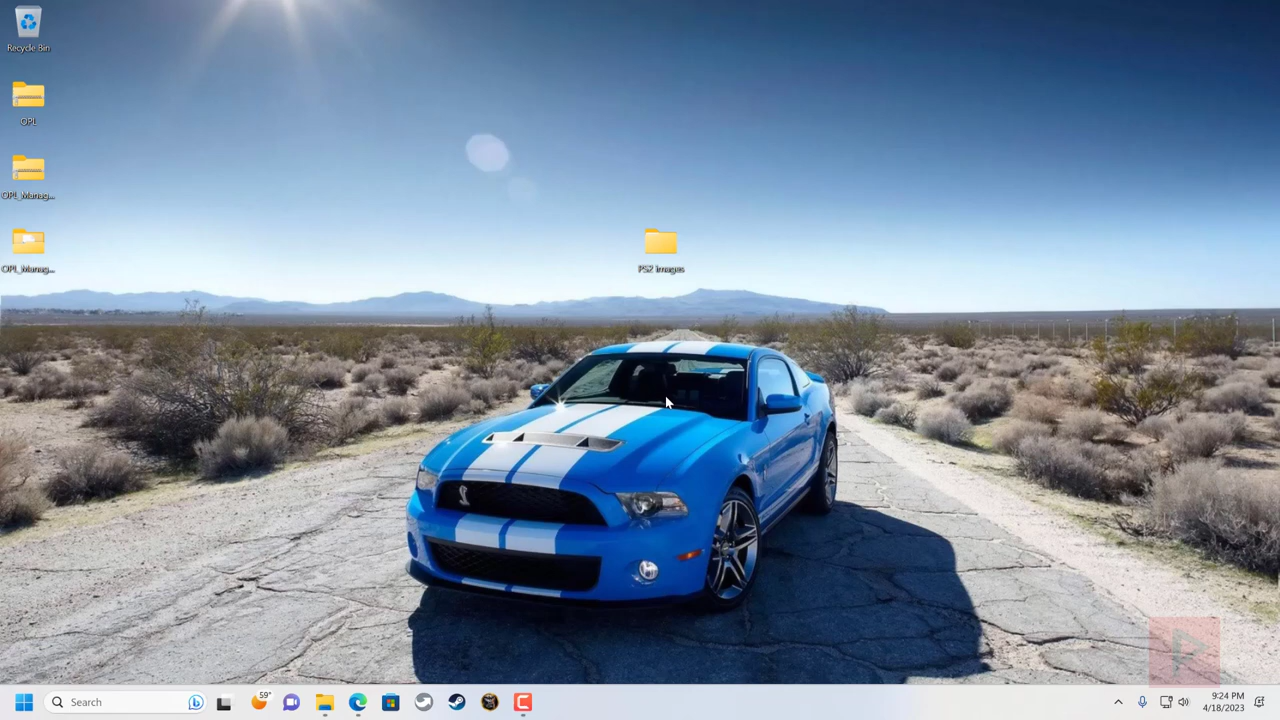 Recycle Bin
OPL
OPL_Manag...
OPL_Manag...
PS2 Images
Search
59°
9:24 PM
4/18/2023